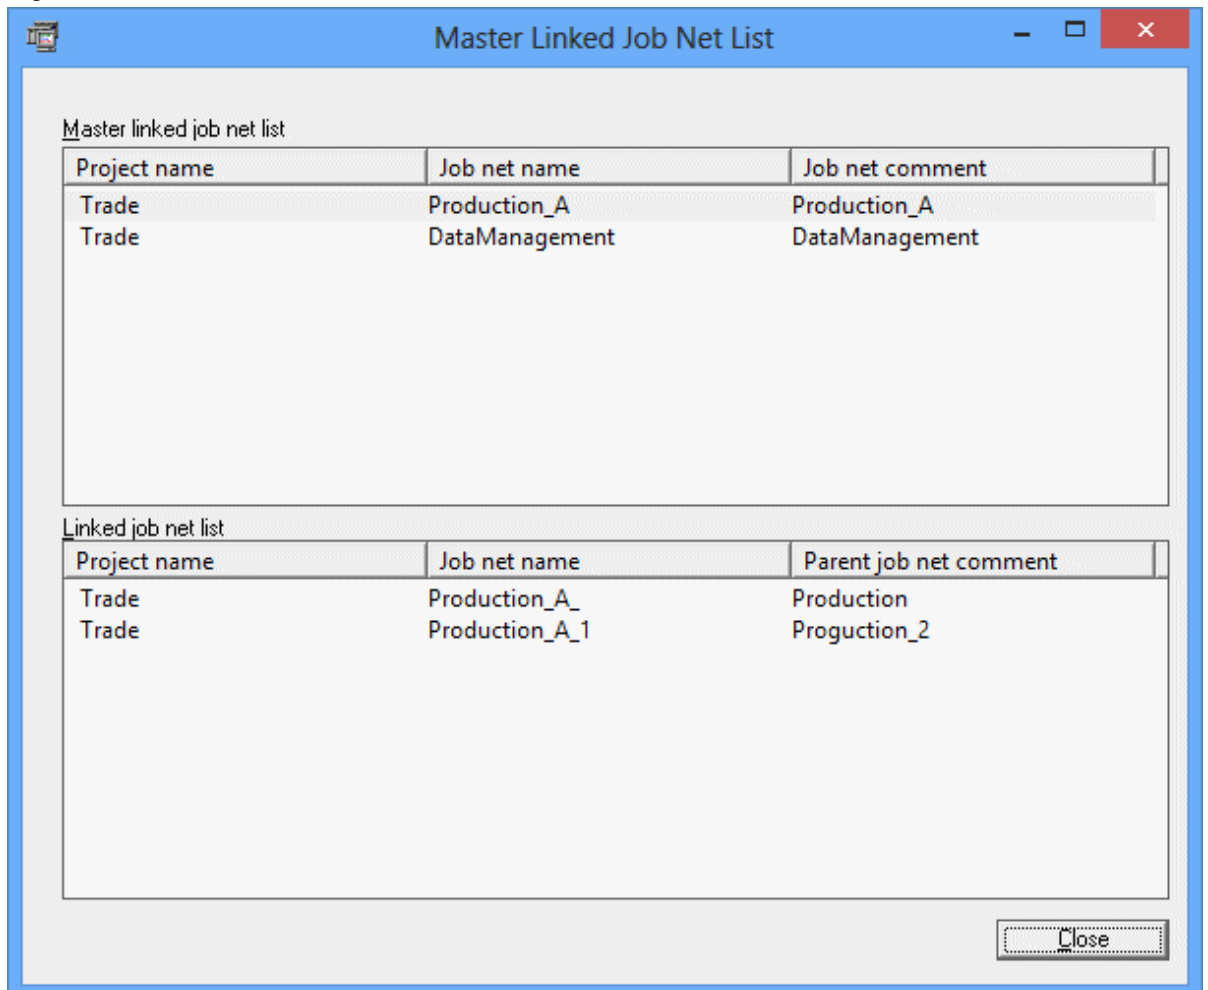 Master Linked Job Net List
Master linked job net list
Project name Job net name Job net comment
Trade Production_A Production_A
Trade DataManagement DataManagement
Linked job net list
Project name Job net name Parent job net comment
Trade Production_A_ Production
Trade Production_A_1 Proguction_2
Close